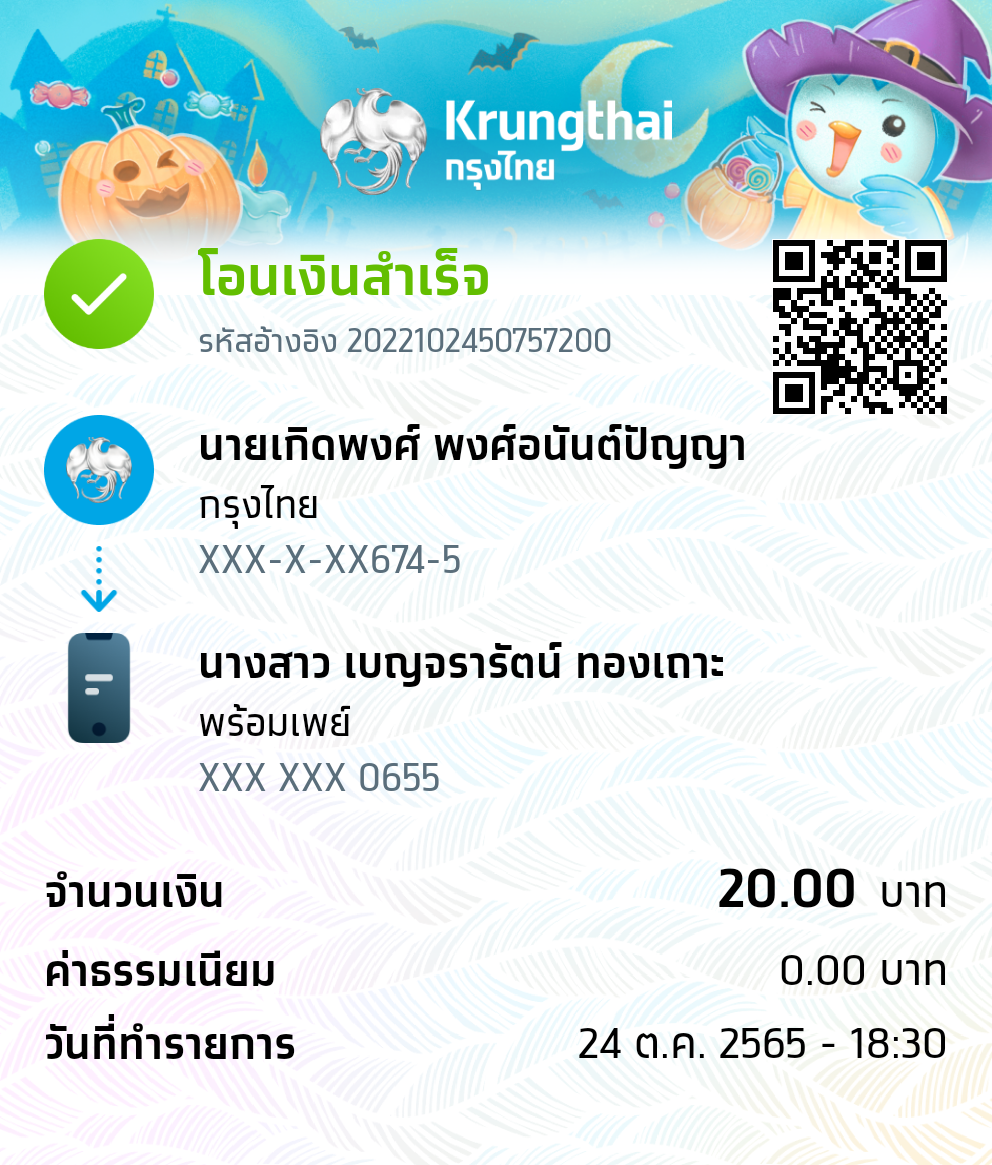 Krungthai
กรุงไทย
โอนเงินสำเร็จ
รหัสอ้างอิง 2022102450757200
นายเกิดพงศ์ พงศ์อนันต์ปัญญา
กรุงไทย
XXX-X-XX674-5
นางสาว เบญจรารัตน์ ทองเถาะ
พร้อมเพย์
XXX XXX 0655
จำนวนเงิน 20.00 บาท
ค่าธรรมเนียม 0.00 บาท
วันที่ทำรายการ 24 ต.ค. 2565 - 18:30